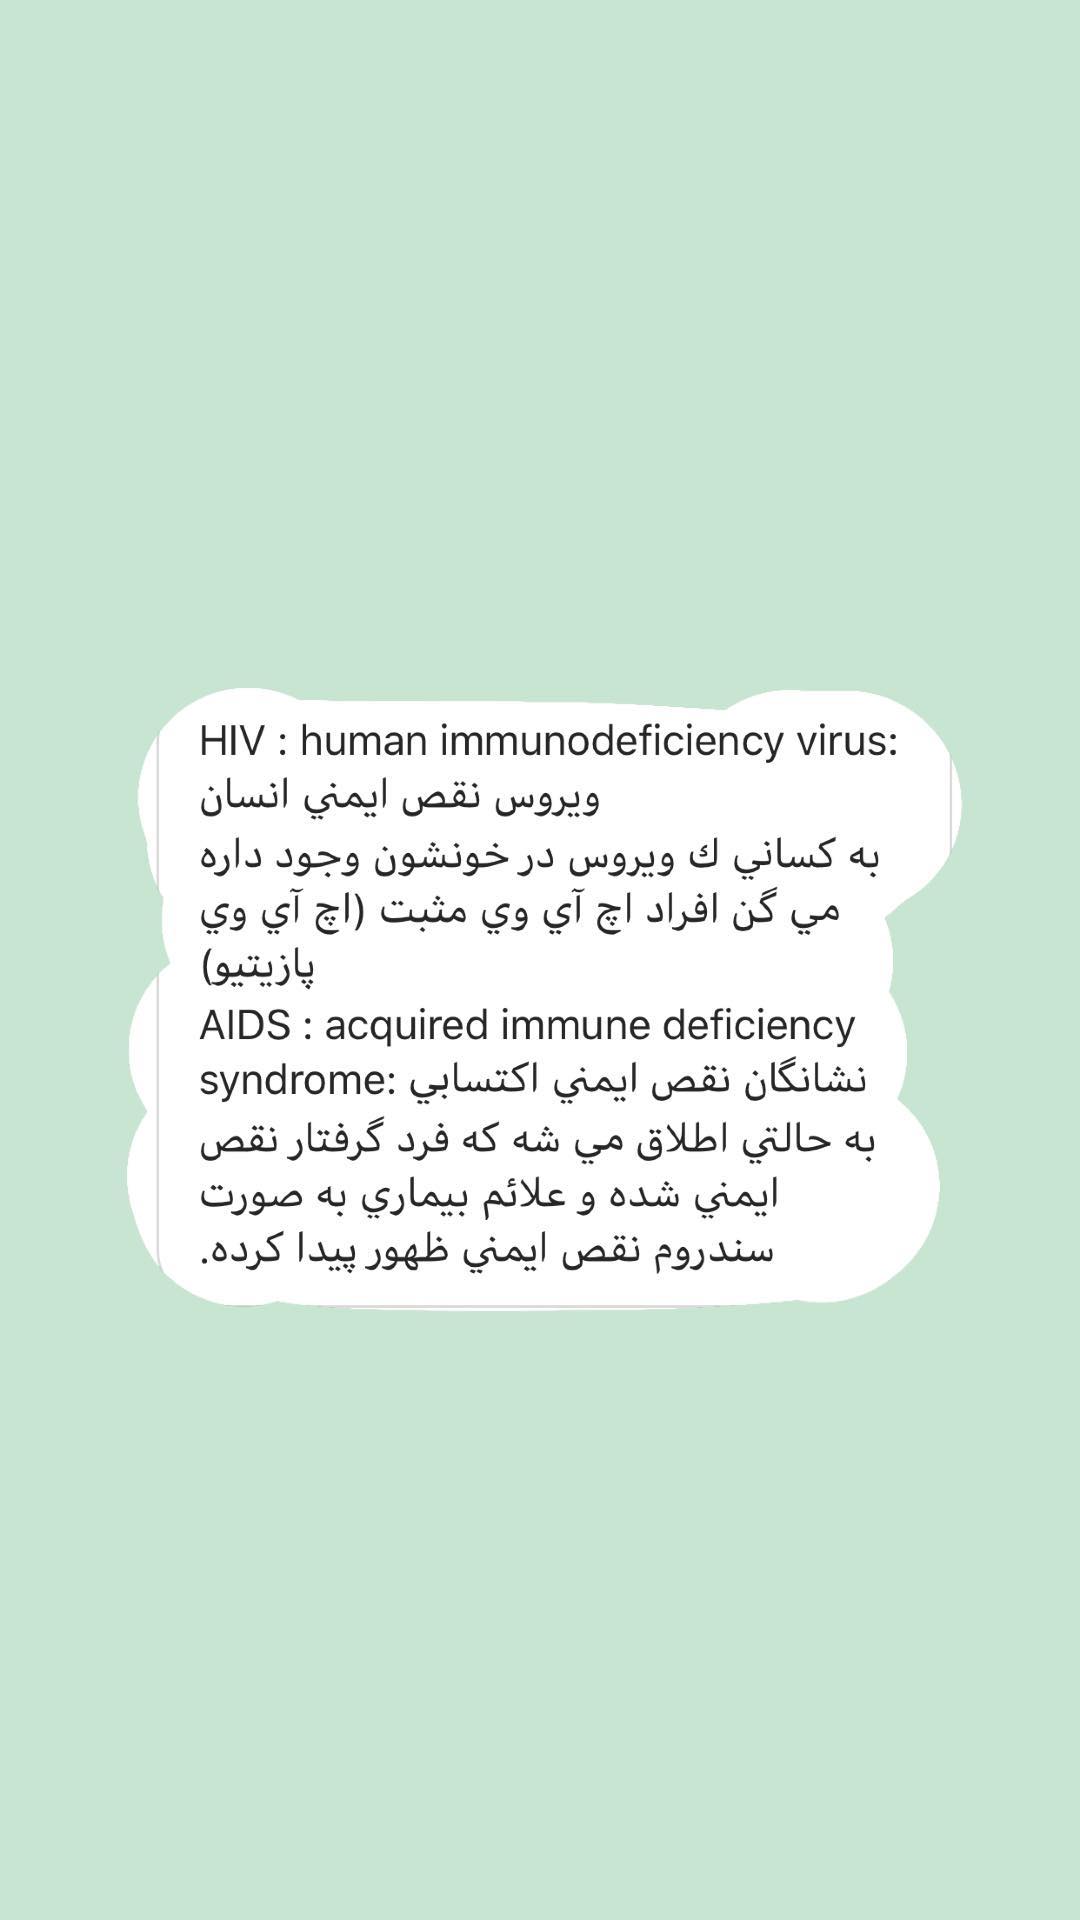 HIV : human immunodeficiency virus:
ويروس نقص ايمني انسان
به كساني ك ويروس در خونشون وجود داره
مي گن افراد اچ آي وي مثبت (اچ آي وي
پازيتيو)
AIDS : acquired immune deficiency
syndrome: نشانگان نقص ايمني اكتسابي
به حالتي اطلاق مي شه كه فرد گرفتار نقص
ايمني شده و علائم بيماري به صورت
سندروم نقص ايمني ظهور پيدا كرده.